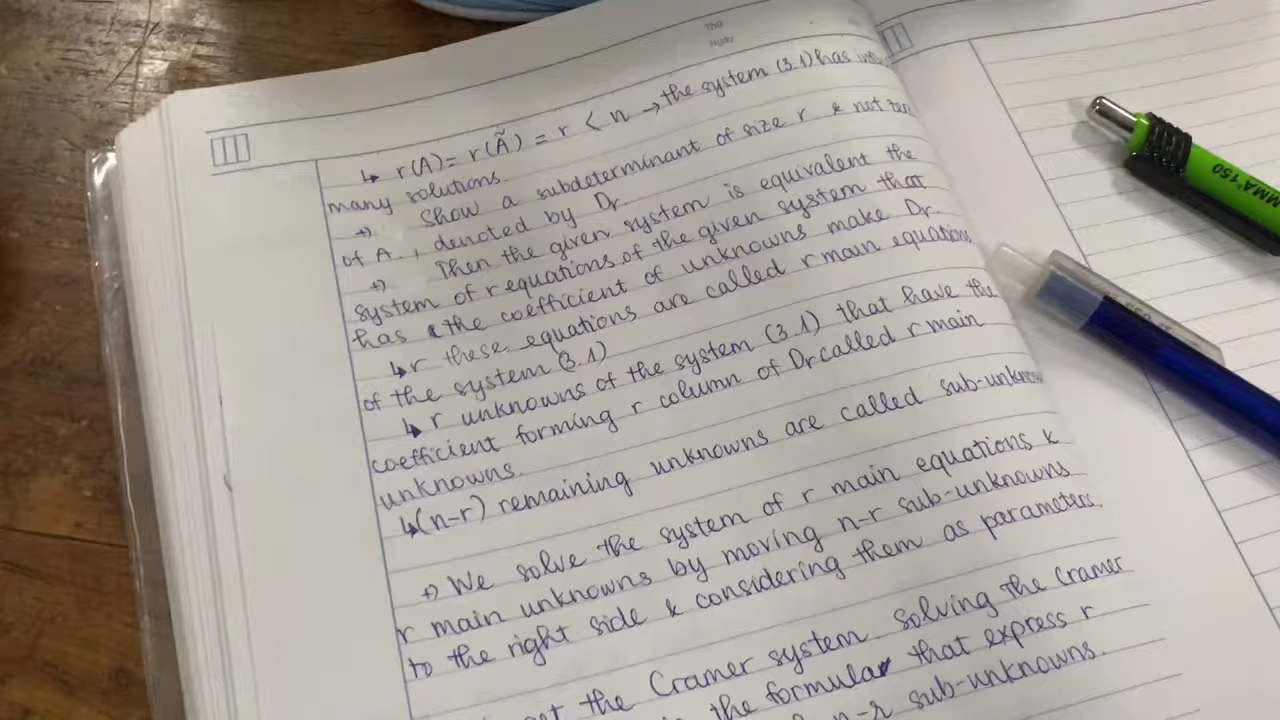 Thứ
Ngày
↳ r(A) = r(Ã) = r < n → the system (3.1) has
many solutions.
+) Show a subdeterminant of size r & not
of A., denoted by Dr
+) Then the given system is equivalent the
system of r equations of the given system that
has the coefficient of unknowns make Dr.
↳ r these equations are called r main equations
of the system (3.1)
↳ r unknowns of the system (3.1) that have the
coefficient forming r column of Dr called r main
unknowns.
↳ (n-r) remaining unknowns are called
+) We solve the system of r main equations &
r main unknowns by moving n-r sub-unknowns
to the right side & considering them as parameters.
the Cramer system. Solving the Cramer
the formula that express r
n-r sub-unknowns.
MMA 150